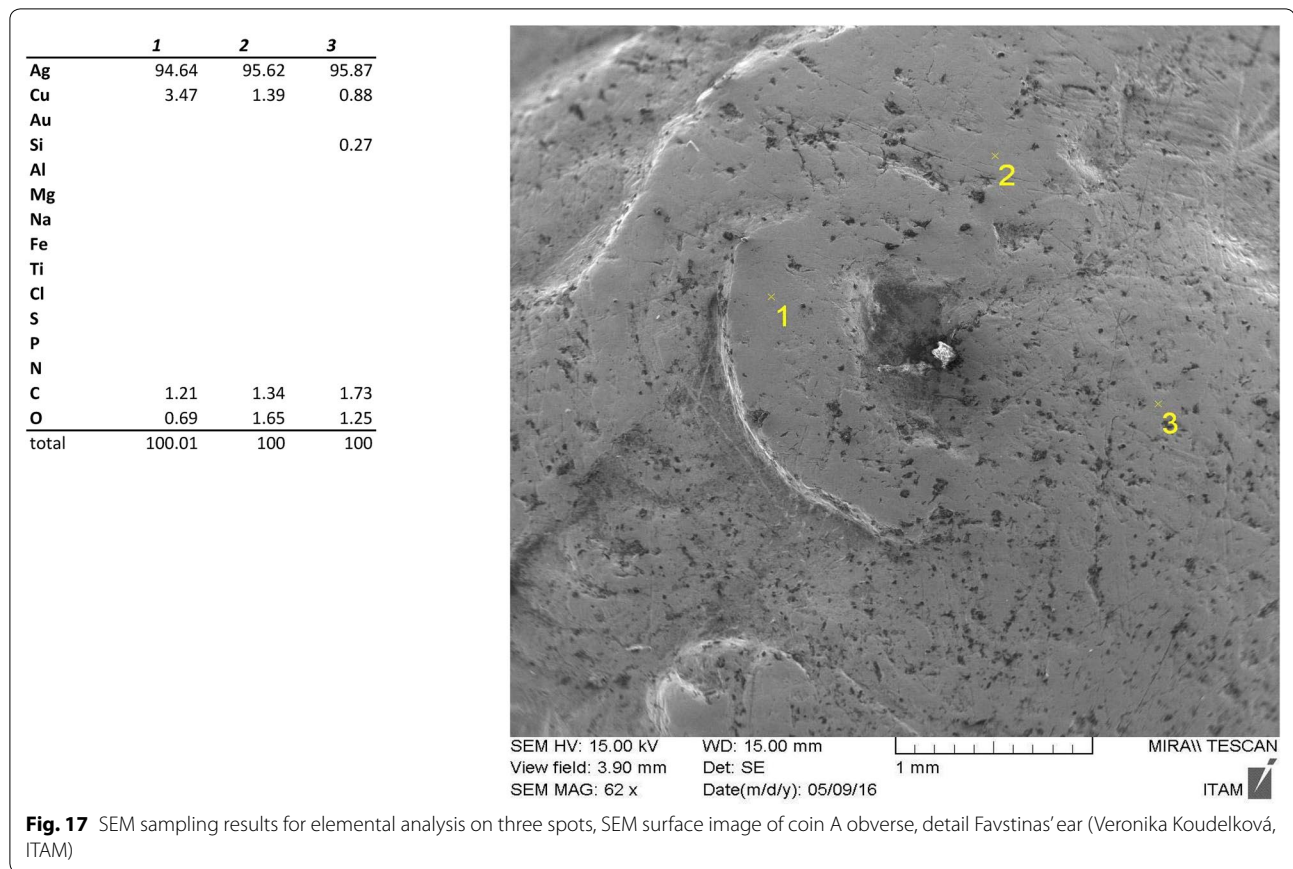 1 2 3
Ag 94.64 95.62 95.87
Cu 3.47 1.39 0.88
Au
Si 0.27
Al
Mg
Na
Fe
Ti
Cl
S
P
N
C 1.21 1.34 1.73
O 0.69 1.65 1.25
total 100.01 100 100
2
1
3
SEM HV: 15.00 kV WD: 15.00 mm MIRA\\ TESCAN
View field: 3.90 mm Det: SE 1 mm
SEM MAG: 62 x Date(m/d/y): 05/09/16 ITAM
Fig. 17 SEM sampling results for elemental analysis on three spots, SEM surface image of coin A obverse, detail Favstinas' ear (Veronika Koudelková,
ITAM)